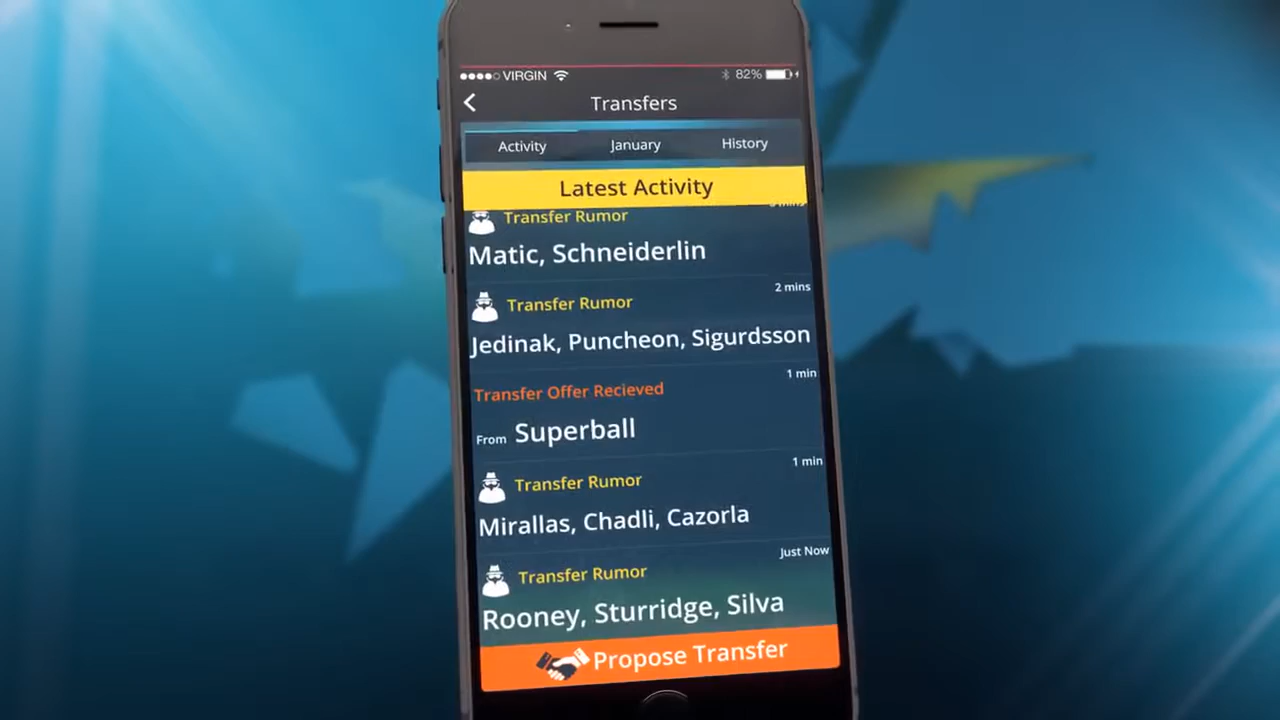 VIRGIN 82%
Transfers
Activity January History
Latest Activity
Transfer Rumor
Matic, Schneiderlin
2 mins
Transfer Rumor
Jedinak, Puncheon, Sigurdsson
1 min
Transfer Offer Recieved
From Superball
1 min
Transfer Rumor
Mirallas, Chadli, Cazorla
Just Now
Transfer Rumor
Rooney, Sturridge, Silva
Propose Transfer